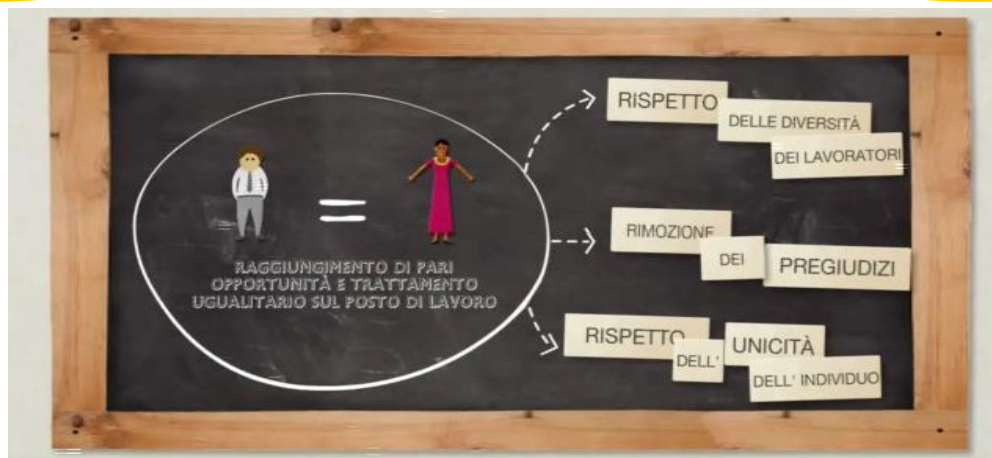 RAGGIUNGIMENTO DI PARI
OPPORTUNITÀ E TRATTAMENTO
UGUALITARIO SUL POSTO DI LAVORO
RISPETTO
DELLE DIVERSITÀ
DEI LAVORATORI
RIMOZIONE
DEI
PREGIUDIZI
RISPETTO
DELL'
UNICITÀ
DELL' INDIVIDUO